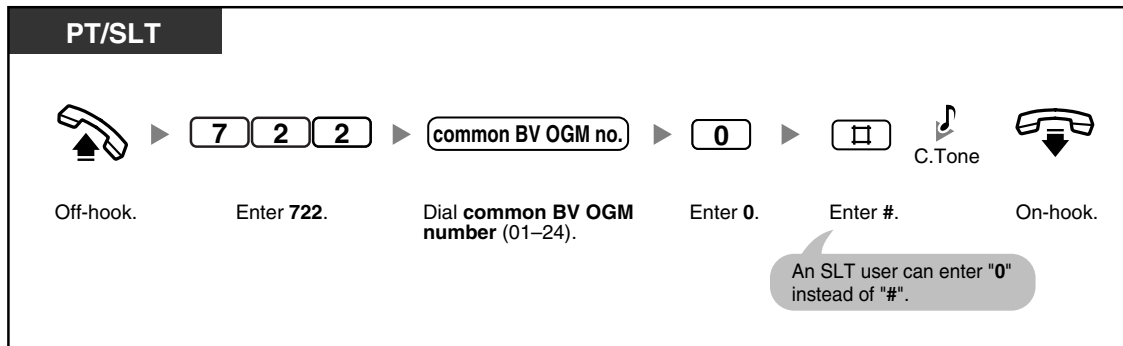 PT/SLT
7 2 2
common BV OGM no.
0
#
C.Tone
Off-hook.
Enter 722.
Dial common BV OGM
number (01–24).
Enter 0.
Enter #.
On-hook.
An SLT user can enter "0"
instead of "#".